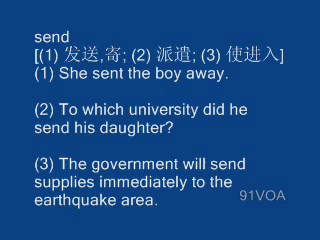 send
[(1) 发送,寄; (2) 派遣; (3) 使进入]
(1) She sent the boy away.
(2) To which university did he
send his daughter?
(3) The government will send
supplies immediately to the
earthquake area.
91VOA